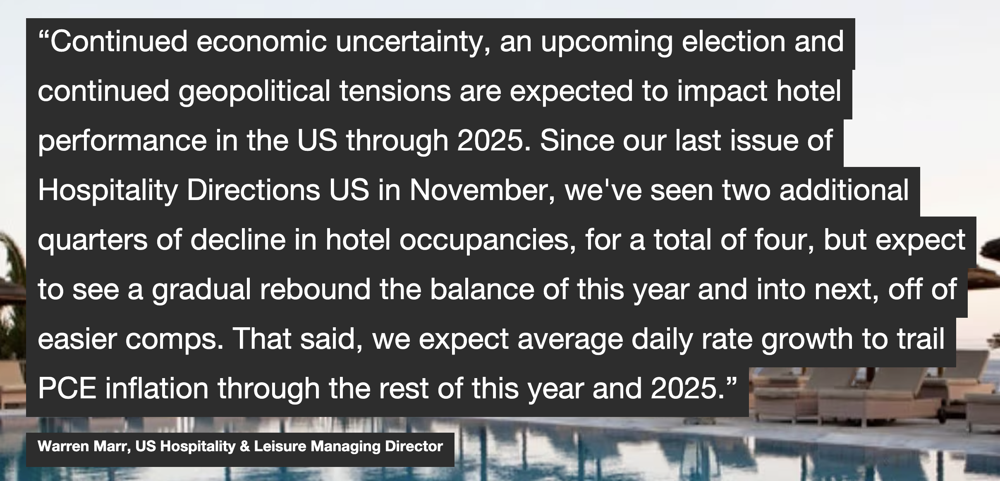 “Continued economic uncertainty, an upcoming election and
continued geopolitical tensions are expected to impact hotel
performance in the US through 2025. Since our last issue of
Hospitality Directions US in November, we've seen two additional
quarters of decline in hotel occupancies, for a total of four, but expect
to see a gradual rebound the balance of this year and into next, off of
easier comps. That said, we expect average daily rate growth to trail
PCE inflation through the rest of this year and 2025.”
Warren Marr, US Hospitality & Leisure Managing Director